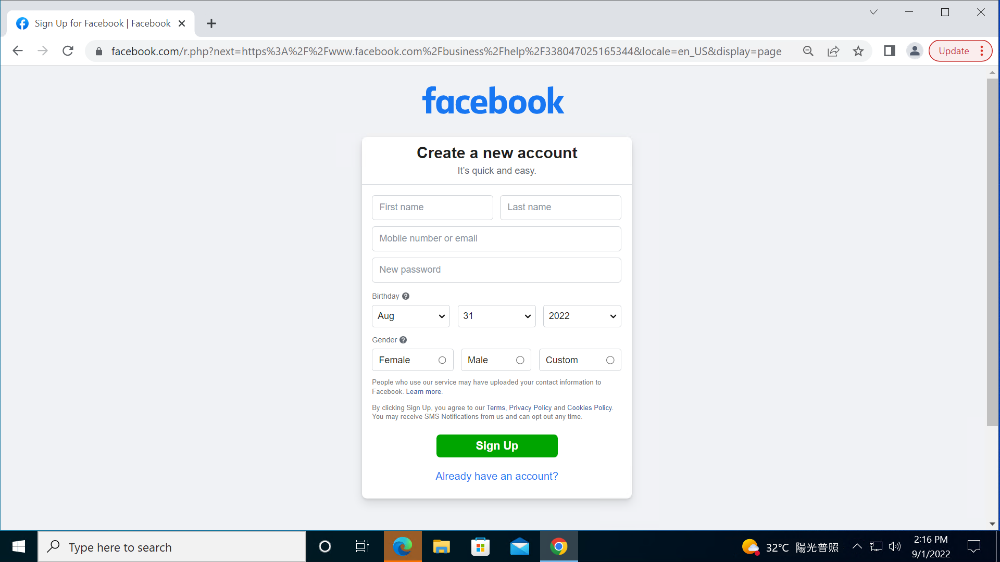 Sign Up for Facebook | Facebook
facebook.com/r.php?next=https%3A%2F%2Fwww.facebook.com%2Fbusiness%2Fhelp%2F338047025165344&locale=en_US&display=page
Update
facebook
Create a new account
It's quick and easy.
First name Last name
Mobile number or email
New password
Birthday ?
Aug 31 2022
Gender ?
Female Male Custom
People who use our service may have uploaded your contact information to
Facebook. Learn more.
By clicking Sign Up, you agree to our Terms, Privacy Policy and Cookies Policy.
You may receive SMS Notifications from us and can opt out any time.
Sign Up
Already have an account?
Type here to search
32°C 陽光普照
2:16 PM
9/1/2022